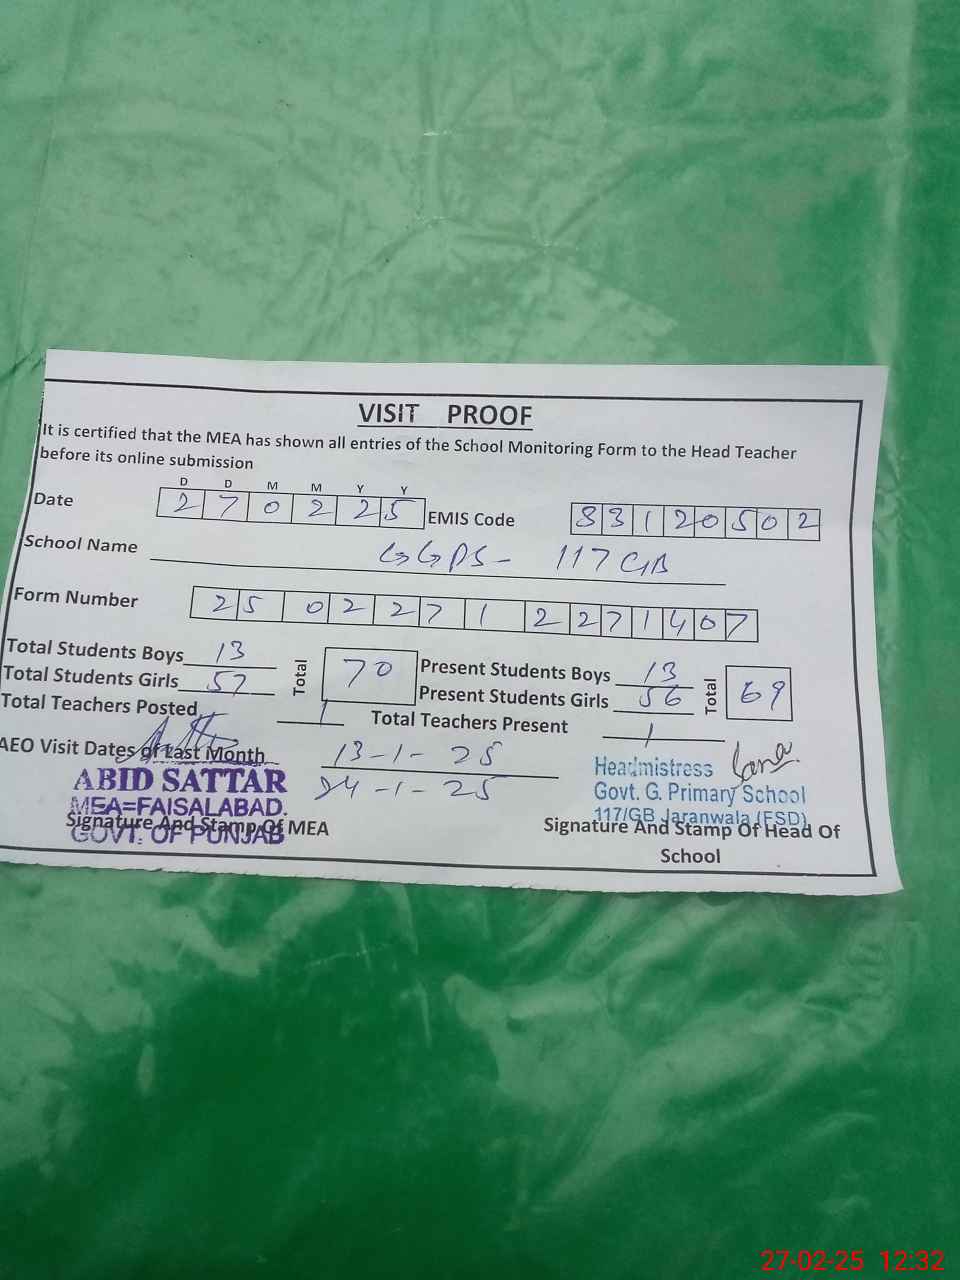 VISIT PROOF
It is certified that the MEA has shown all entries of the School Monitoring Form to the Head Teacher
before its online submission
D D M M Y Y
Date 2 7 0 2 2 5 EMIS Code 3 3 1 2 0 5 0 2
School Name GGPS- 117 GB
Form Number 25 0 2 2 7 1 2 2 7 1 4 0 7
Total Students Boys 13 Total 70 Present Students Boys 13 Total 69
Total Students Girls 57 Present Students Girls 56
Total Teachers Posted 1 Total Teachers Present 1
AEO Visit Dates of Last Month 13-1-25
24-1-25
ABID SATTAR
MEA=FAISALABAD.
GOVT. OF PUNJAB
Signature And Stamp Of MEA
Headmistress
Govt. G. Primary School
117/GB Jaranwala (FSD)
Signature And Stamp Of Head Of
School
27-02-25 12:32